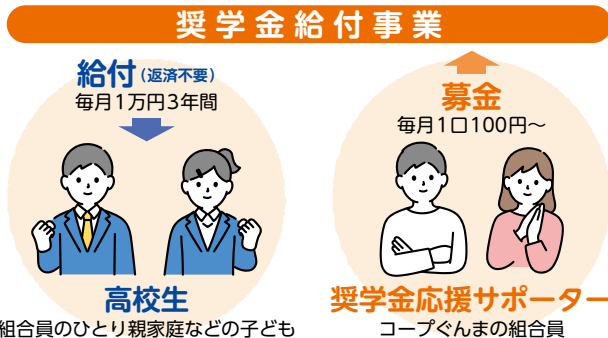 奨学金給付事業
給付(返済不要)
毎月1万円3年間
高校生
組合員のひとり親家庭などの子ども
募金
毎月1口100円〜
奨学金応援サポーター
コープぐんまの組合員